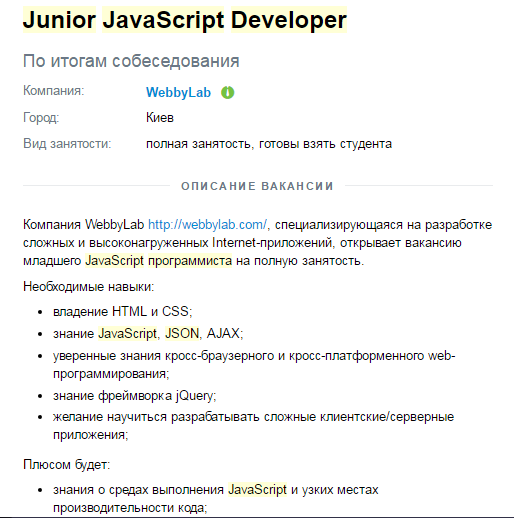 Junior JavaScript Developer
По итогам собеседования
Компания: WebbyLab
Город: Киев
Вид занятости: полная занятость, готовы взять студента
ОПИСАНИЕ ВАКАНСИИ
Компания WebbyLab http://webbylab.com/, специализирующаяся на разработке
сложных и высоконагруженных Internet-приложений, открывает вакансию
младшего JavaScript программиста на полную занятость.
Необходимые навыки:
• владение HTML и CSS;
• знание JavaScript, JSON, AJAX;
• уверенные знания кросс-браузерного и кросс-платформенного web-
программирования;
• знание фреймворка jQuery;
• желание научиться разрабатывать сложные клиентские/серверные
приложения;
Плюсом будет:
• знания о средах выполнения JavaScript и узких местах
производительности кода;